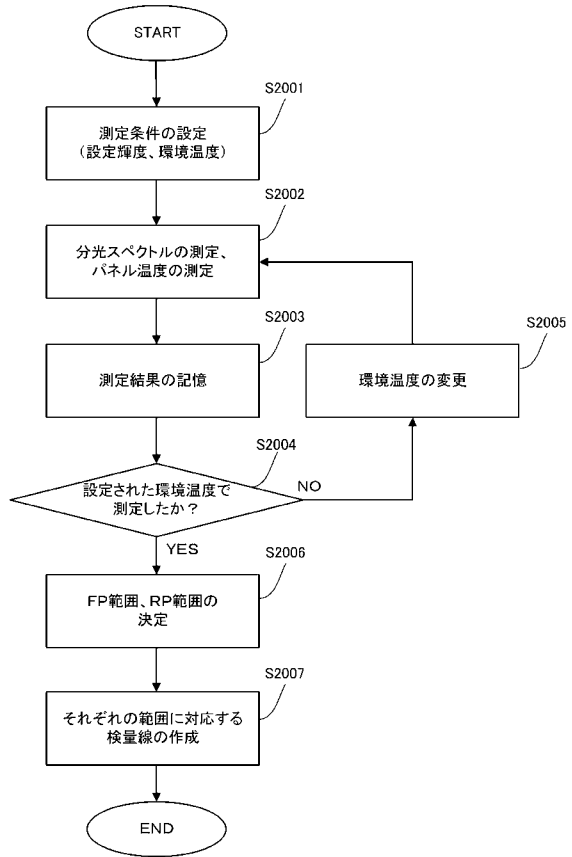 START
S2001
測定条件の設定
(設定輝度、環境温度)
S2002
分光スペクトルの測定、
パネル温度の測定
S2003
測定結果の記憶
S2005
環境温度の変更
S2004
設定された環境温度で
測定したか?
NO
YES
S2006
FP範囲、RP範囲の
決定
S2007
それぞれの範囲に対応する
検量線の作成
END